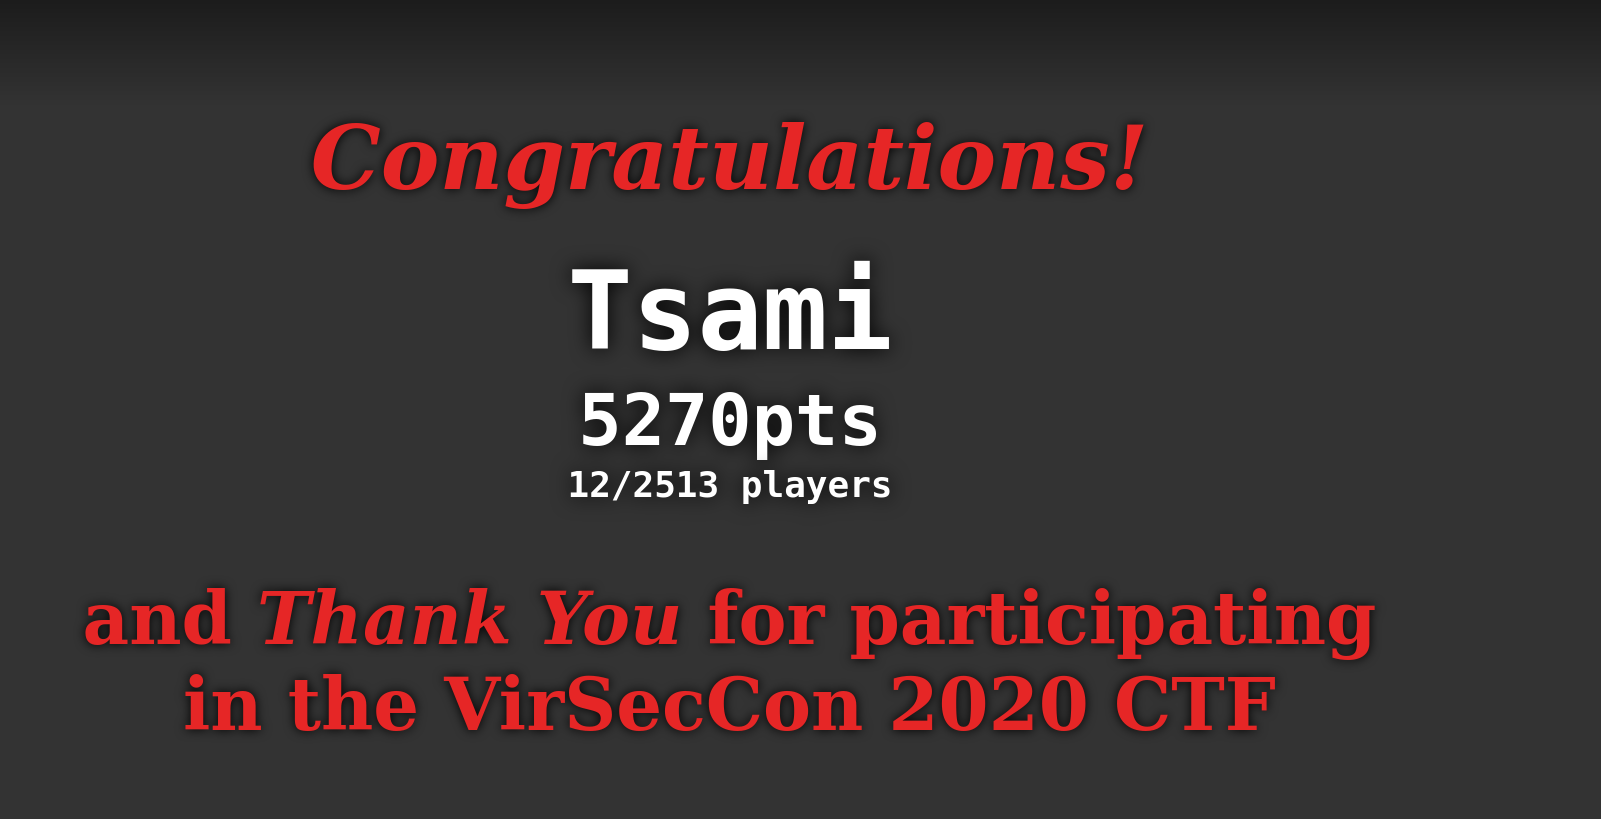 Congratulations!
Tsami
5270pts
12/2513 players
and Thank You for participating
in the VirSecCon 2020 CTF